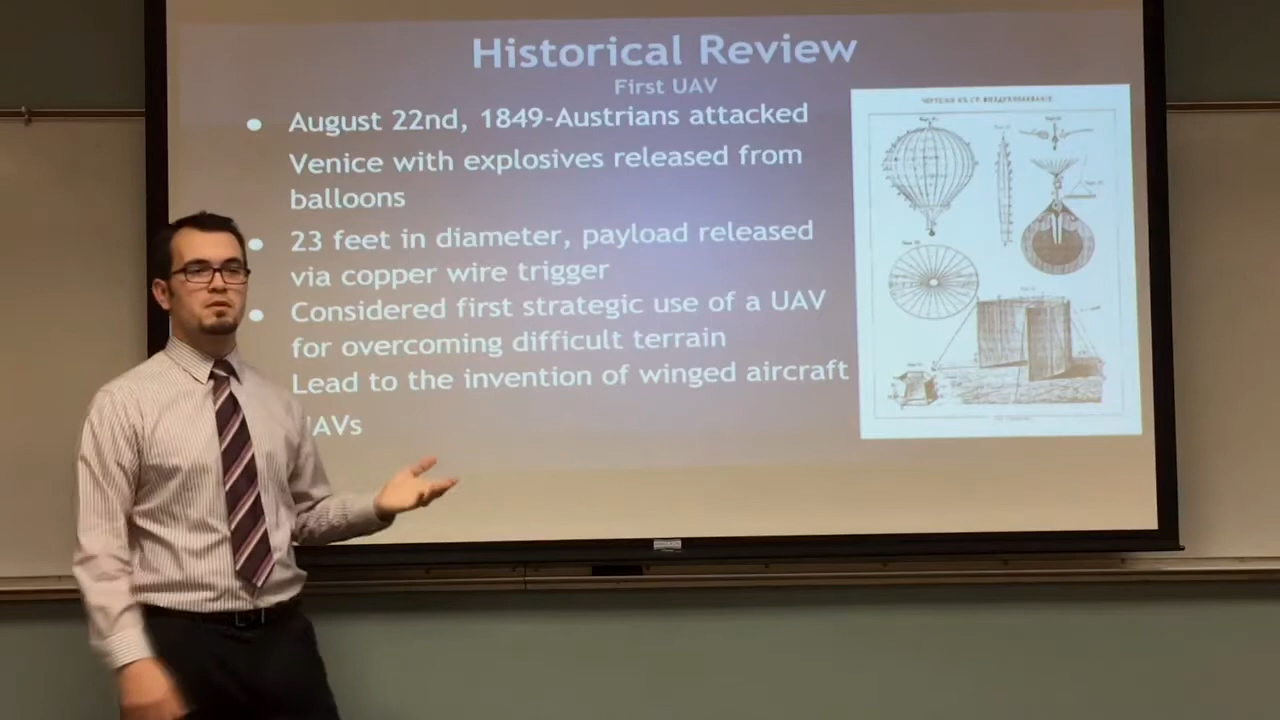 Historical Review
First UAV
August 22nd, 1849-Austrians attacked
Venice with explosives released from
balloons
23 feet in diameter, payload released
via copper wire trigger
Considered first strategic use of a UAV
for overcoming difficult terrain
Lead to the invention of winged aircraft
UAVs